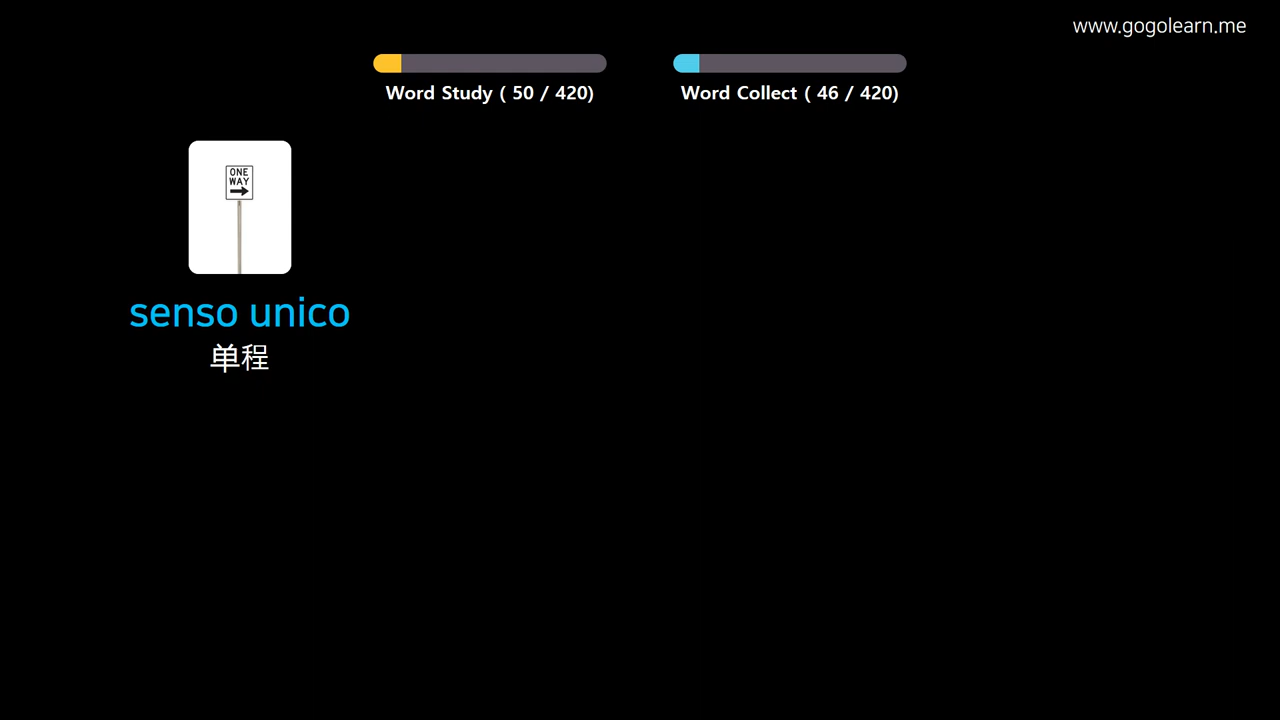 www.gogolearn.me
Word Study ( 50 / 420)
Word Collect ( 46 / 420)
ONE
WAY
senso unico
单程